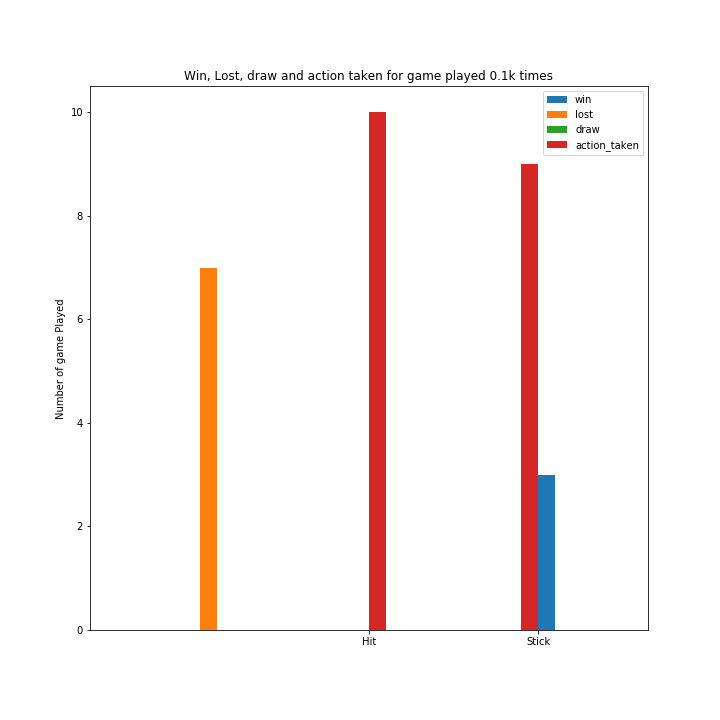 Win, Lost, draw and action taken for game played 0.1k times
win
lost
draw
action_taken
Number of game Played
10
8
6
4
2
0
Hit
Stick